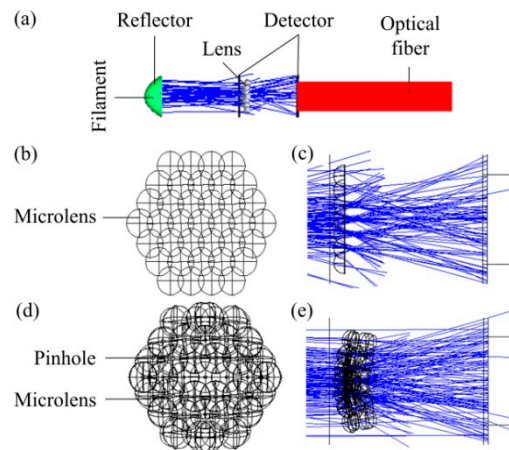 (a)
Reflector
Detector
Optical
fiber
Lens
Filament
(b)
(c)
Microlens
(d)
(e)
Pinhole
Microlens